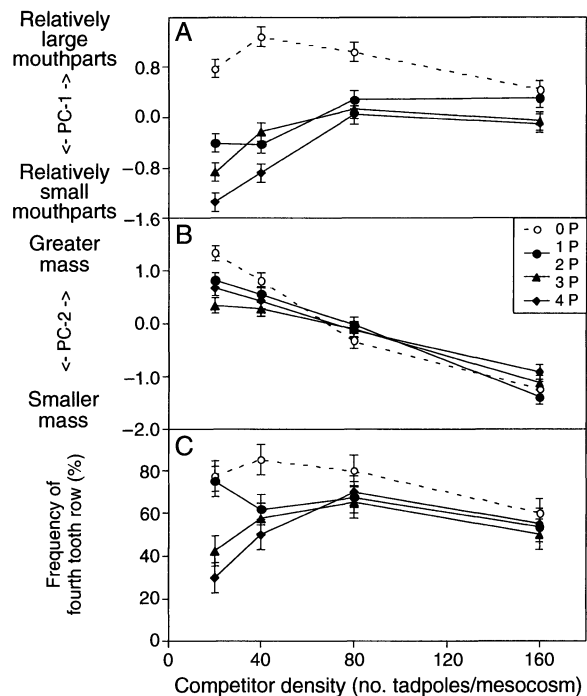 A
Relatively
large
mouthparts
<- PC-1 ->
Relatively
small
mouthparts
0.8
0.0
−0.8
−1.6
0 P
1 P
2 P
3 P
4 P
B
Greater
mass
<- PC-2 ->
Smaller
mass
1.0
0.0
−1.0
−2.0
C
Frequency of
fourth tooth row (%)
80
60
40
20
0
0
40
80
120
160
Competitor density (no. tadpoles/mesocosm)